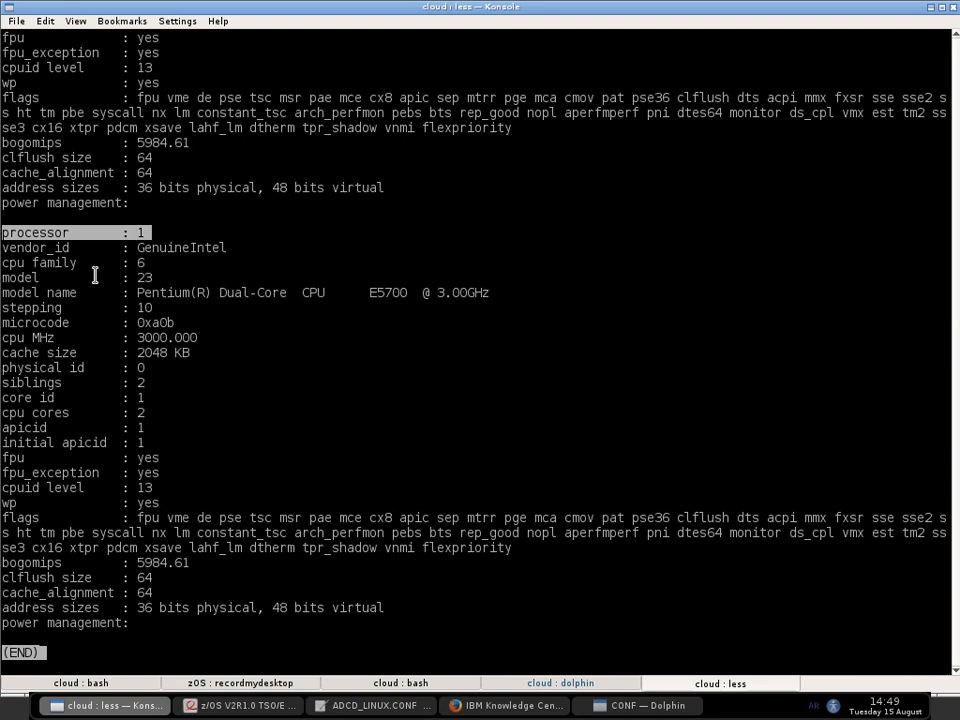 cloud : less — Konsole
File Edit View Bookmarks Settings Help
fpu : yes
fpu_exception : yes
cpuid level : 13
wp : yes
flags : fpu vme de pse tsc msr pae mce cx8 apic sep mtrr pge mca cmov pat pse36 clflush dts acpi mmx fxsr sse sse2 s
s ht tm pbe syscall nx lm constant_tsc arch_perfmon pebs bts rep_good nopl aperfmperf pni dtes64 monitor ds_cpl vmx est tm2 ss
se3 cx16 xtpr pdcm xsave lahf_lm dtherm tpr_shadow vnmi flexpriority
bogomips : 5984.61
clflush size : 64
cache_alignment : 64
address sizes : 36 bits physical, 48 bits virtual
power management:
processor : 1
vendor_id : GenuineIntel
cpu family : 6
model : 23
model name : Pentium(R) Dual-Core CPU E5700 @ 3.00GHz
stepping : 10
microcode : 0xa0b
cpu MHz : 3000.000
cache size : 2048 KB
physical id : 0
siblings : 2
core id : 1
cpu cores : 2
apicid : 1
initial apicid : 1
fpu : yes
fpu_exception : yes
cpuid level : 13
wp : yes
flags : fpu vme de pse tsc msr pae mce cx8 apic sep mtrr pge mca cmov pat pse36 clflush dts acpi mmx fxsr sse sse2 s
s ht tm pbe syscall nx lm constant_tsc arch_perfmon pebs bts rep_good nopl aperfmperf pni dtes64 monitor ds_cpl vmx est tm2 ss
se3 cx16 xtpr pdcm xsave lahf_lm dtherm tpr_shadow vnmi flexpriority
bogomips : 5984.61
clflush size : 64
cache_alignment : 64
address sizes : 36 bits physical, 48 bits virtual
power management:
(END)
cloud : bash zOS : recordmydesktop cloud : bash cloud : dolphin cloud : less
cloud : less — Kons... z/OS V2R1.0 TSO/E ... ADCD_LINUX.CONF ... IBM Knowledge Cen... CONF — Dolphin AR 14:49
Tuesday 15 August